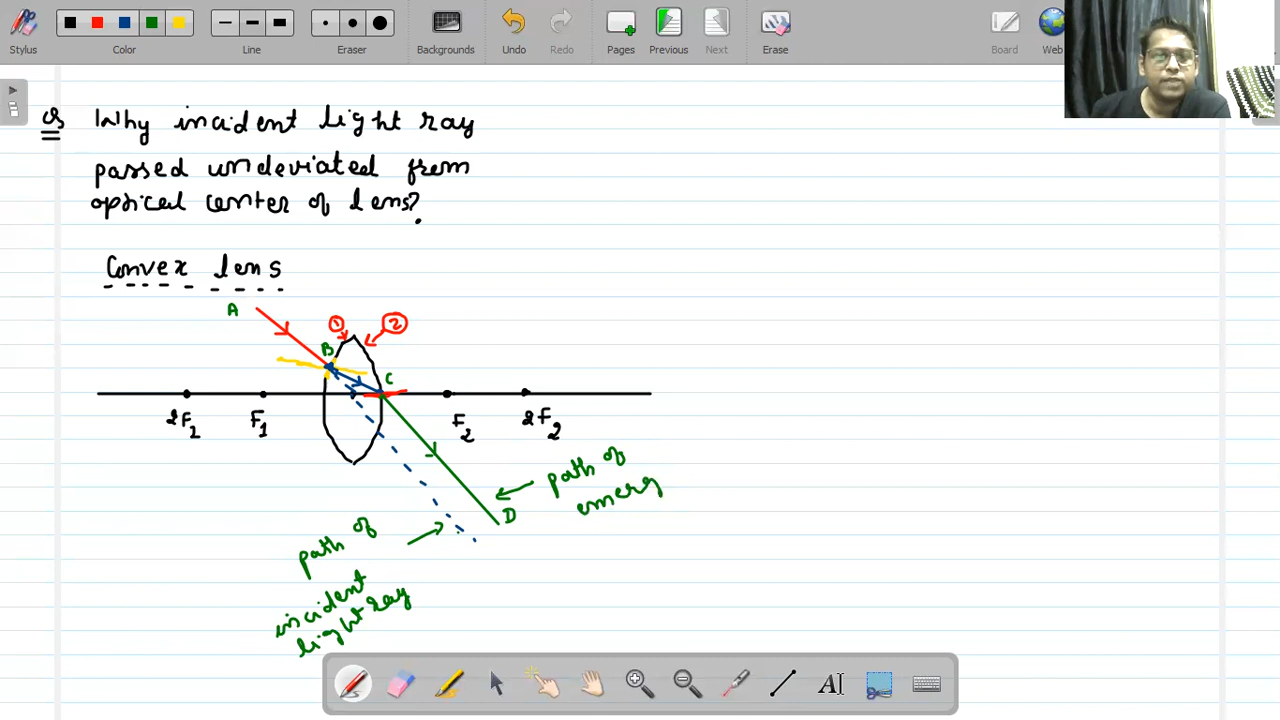 Stylus
Color
Line
Eraser
Backgrounds
Undo
Redo
Pages
Previous
Next
Erase
Board
Web
Q Why incident light ray
passed undeviated from
optical center of lens?
Convex lens
A
1
2
B
C
2F1
F1
F2
2F2
path of
emerg
D
path of
incident
light ray